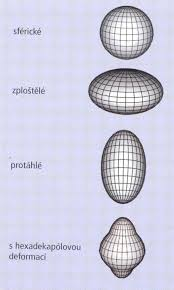 sférické
zploštělé
protáhlé
s hexadekapólovou
deformací